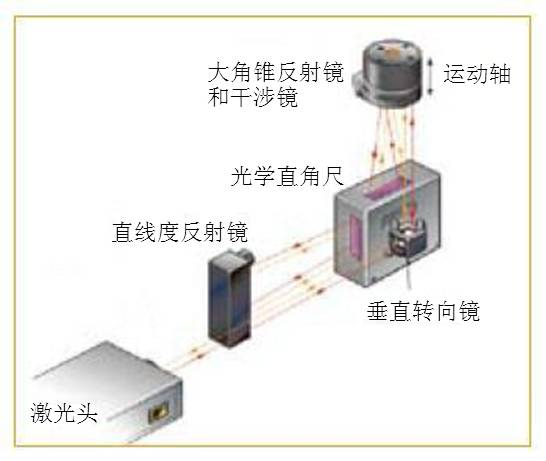 大角锥反射镜
和干涉镜
运动轴
光学直角尺
直线度反射镜
垂直转向镜
激光头